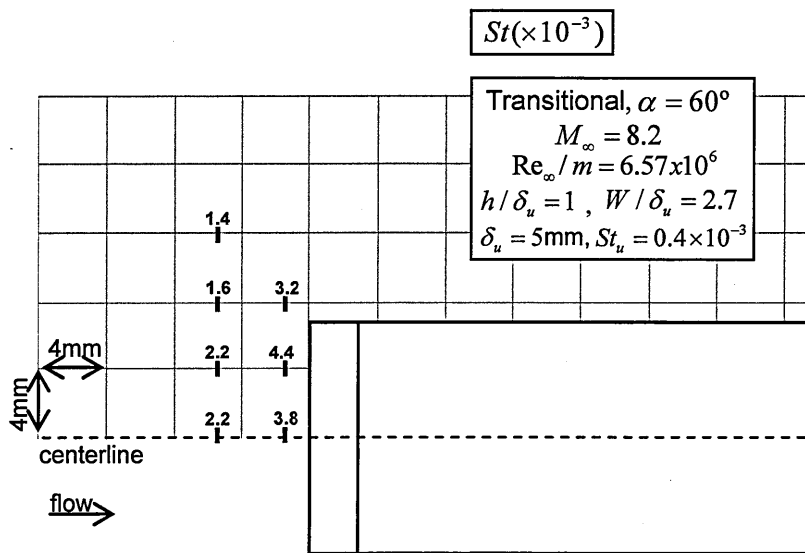 St(×10⁻³)
Transitional, α = 60º
M∞ = 8.2
Re∞ / m = 6.57x10⁶
h / δᵤ = 1 , W / δᵤ = 2.7
δᵤ = 5mm, Stᵤ = 0.4×10⁻³
1.4
1.6 3.2
4mm 2.2 4.4
4mm
2.2 3.8
centerline
flow